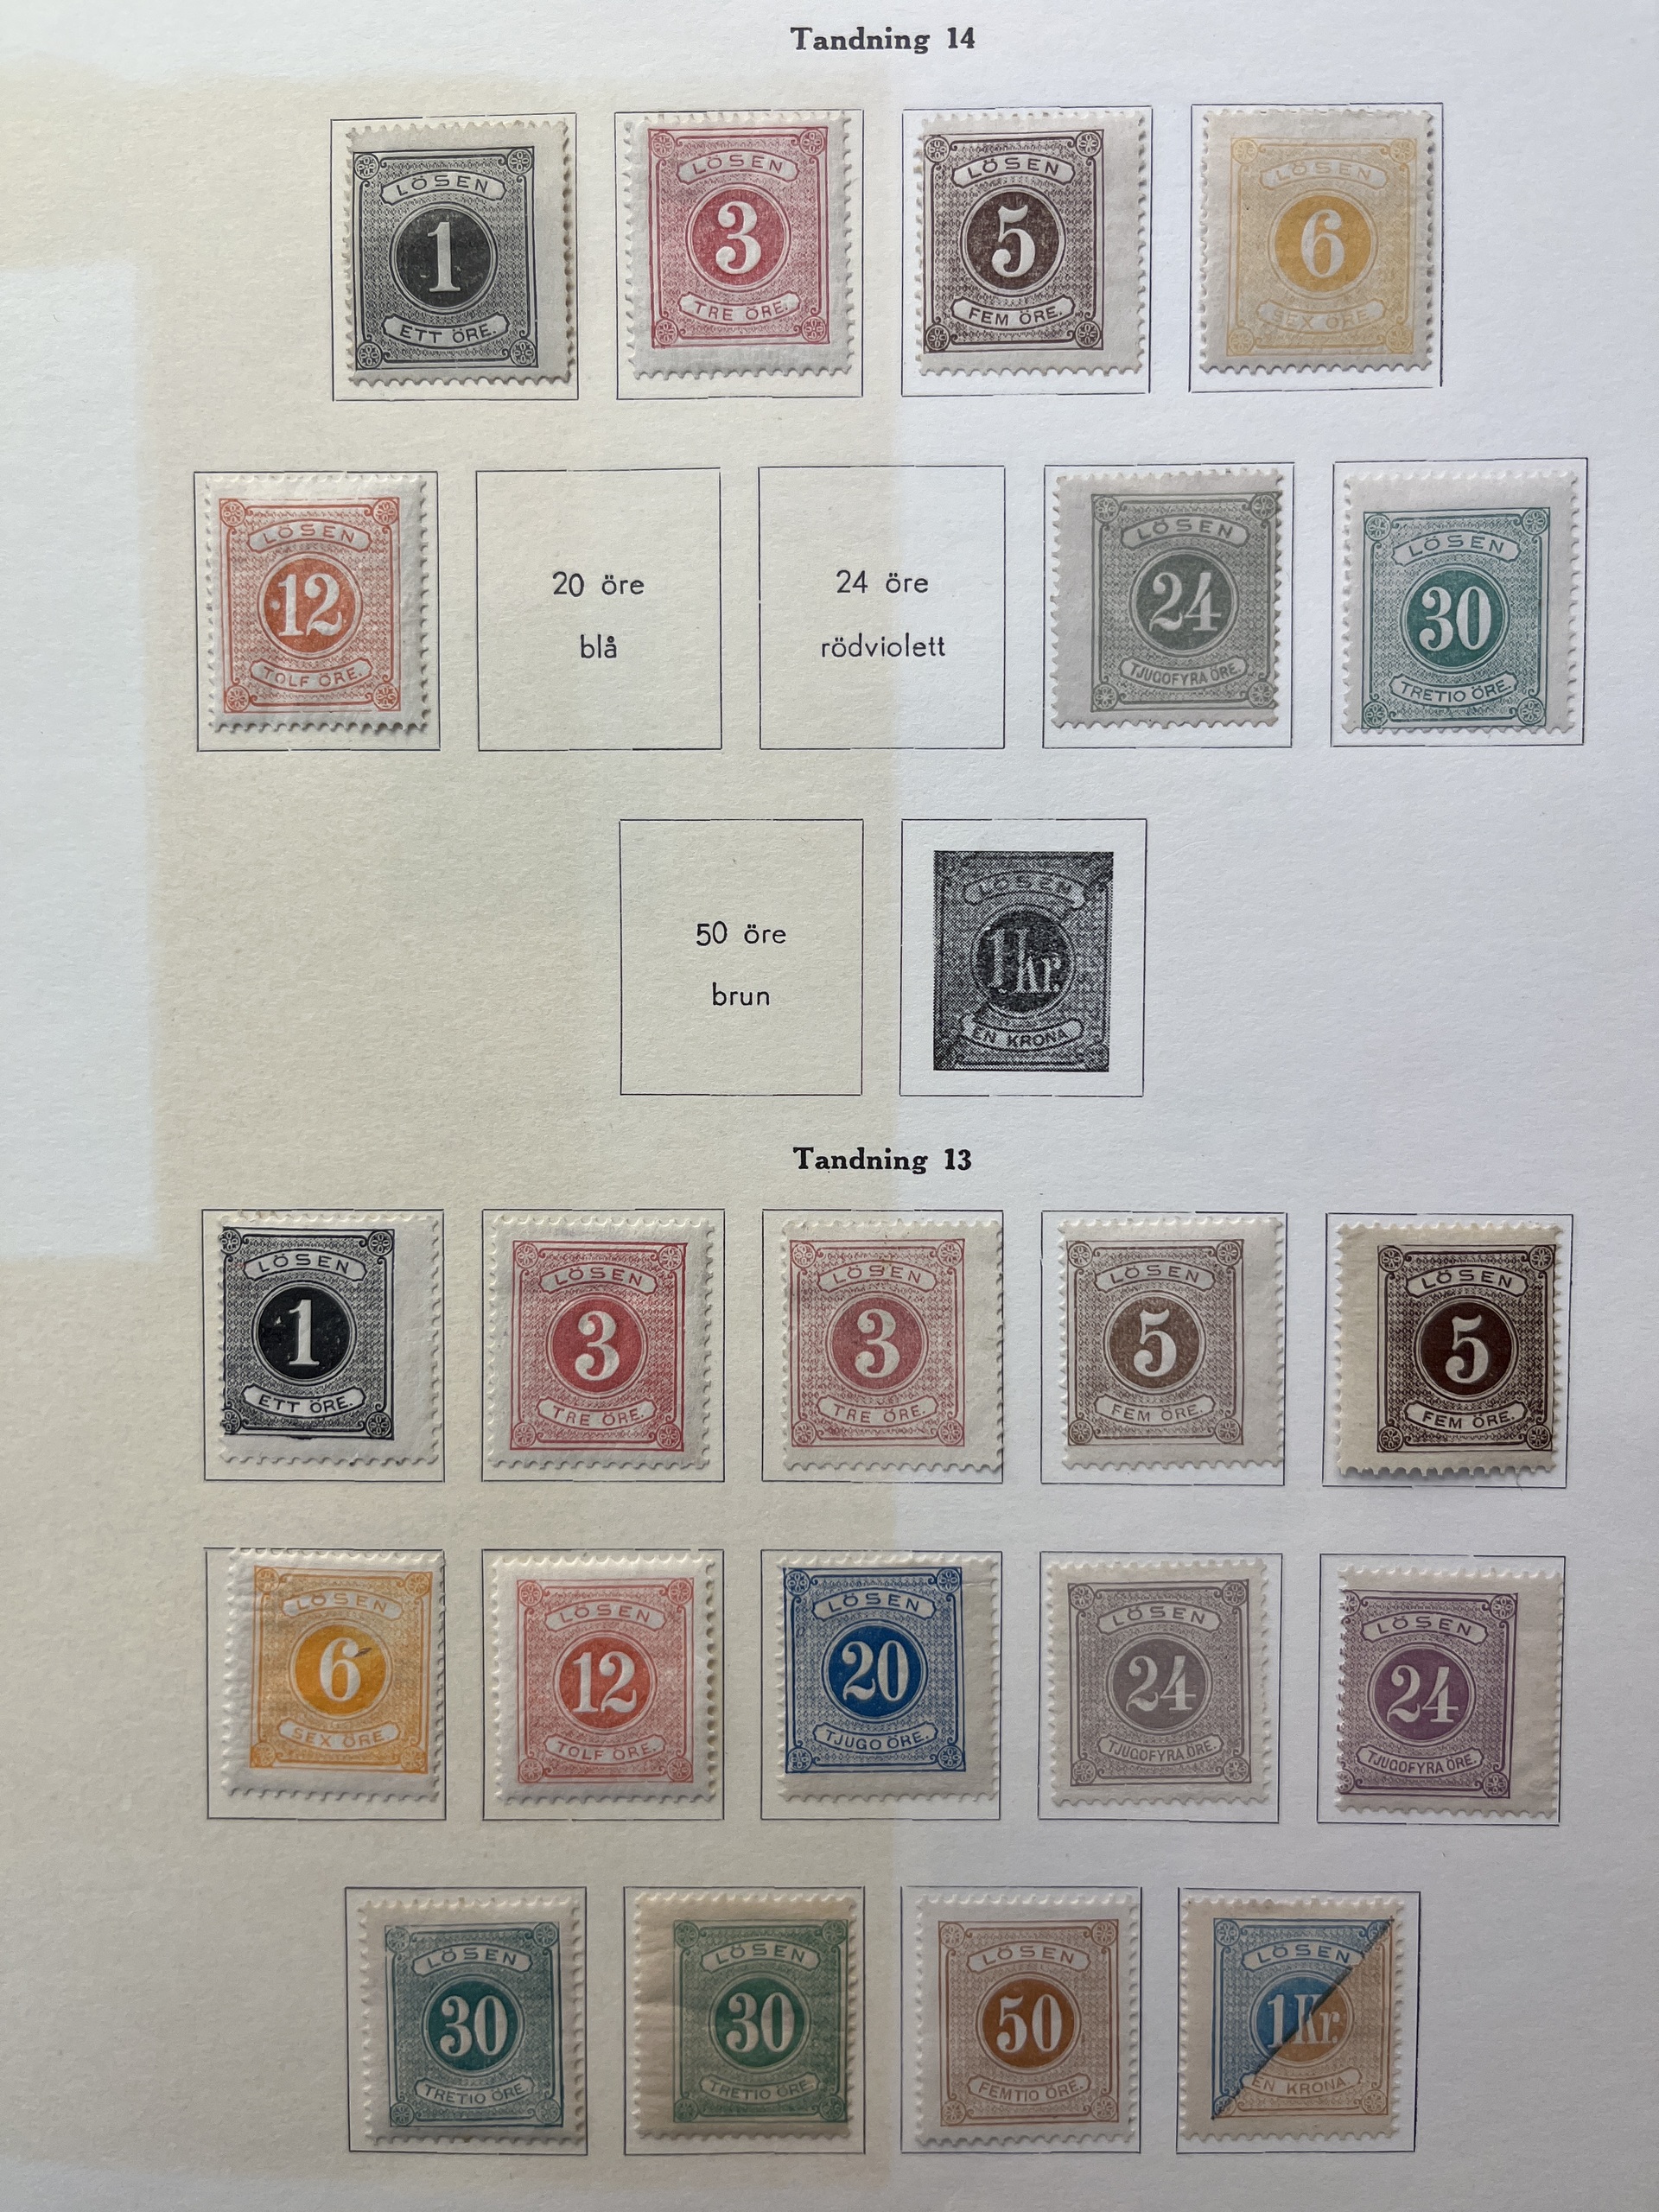 Tandning 14
LÖSEN
1
ETT ÖRE.
LÖSEN
3
TRE ÖRE.
LÖSEN
5
FEM ÖRE.
LÖSEN
6
SEX ÖRE.
LÖSEN
12
TOLF ÖRE.
20 öre
blå
24 öre
rödviolett
LÖSEN
24
TJUGOFYRA ÖRE.
LÖSEN
30
TRETIO ÖRE.
50 öre
brun
LÖSEN
1 Kr.
EN KRONA
Tandning 13
LÖSEN
1
ETT ÖRE.
LÖSEN
3
TRE ÖRE.
LÖSEN
3
TRE ÖRE.
LÖSEN
5
FEM ÖRE.
LÖSEN
5
FEM ÖRE.
LÖSEN
6
SEX ÖRE.
LÖSEN
12
TOLF ÖRE.
LÖSEN
20
TJUGO ÖRE.
LÖSEN
24
TJUGOFYRA ÖRE.
LÖSEN
24
TJUGOFYRA ÖRE.
LÖSEN
30
TRETIO ÖRE.
LÖSEN
30
TRETIO ÖRE.
LÖSEN
50
FEMTIO ÖRE.
LÖSEN
1 Kr.
EN KRONA